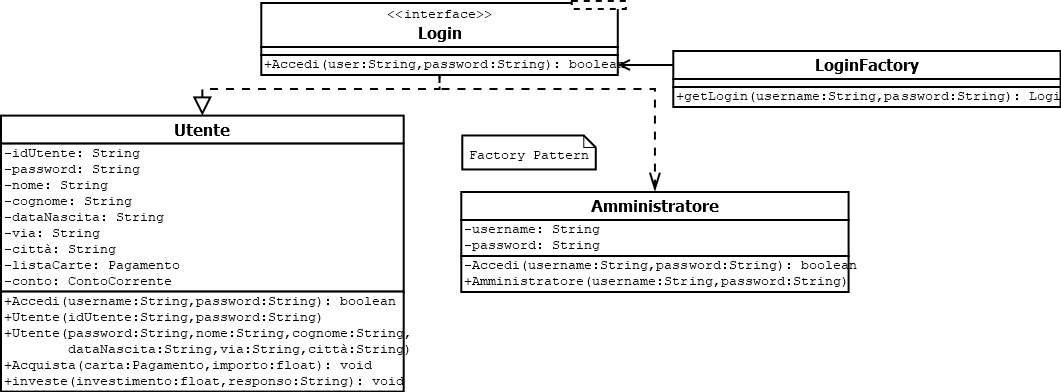 <<interface>>
Login
+Accedi(user:String,password:String): boolean
LoginFactory
+getLogin(username:String,password:String): Logi
Utente
-idUtente: String
-password: String
-nome: String
-cognome: String
-dataNascita: String
-via: String
-città: String
-listaCarte: Pagamento
-conto: ContoCorrente
+Accedi(username:String,password:String): boolean
+Utente(idUtente:String,password:String)
+Utente(password:String,nome:String,cognome:String,
dataNascita:String,via:String,città:String)
+Acquista(carta:Pagamento,importo:float): void
+investe(investimento:float,responso:String): void
Factory Pattern
Amministratore
-username: String
-password: String
-Accedi(username:String,password:String): boolean
+Amministratore(username:String,password:String)